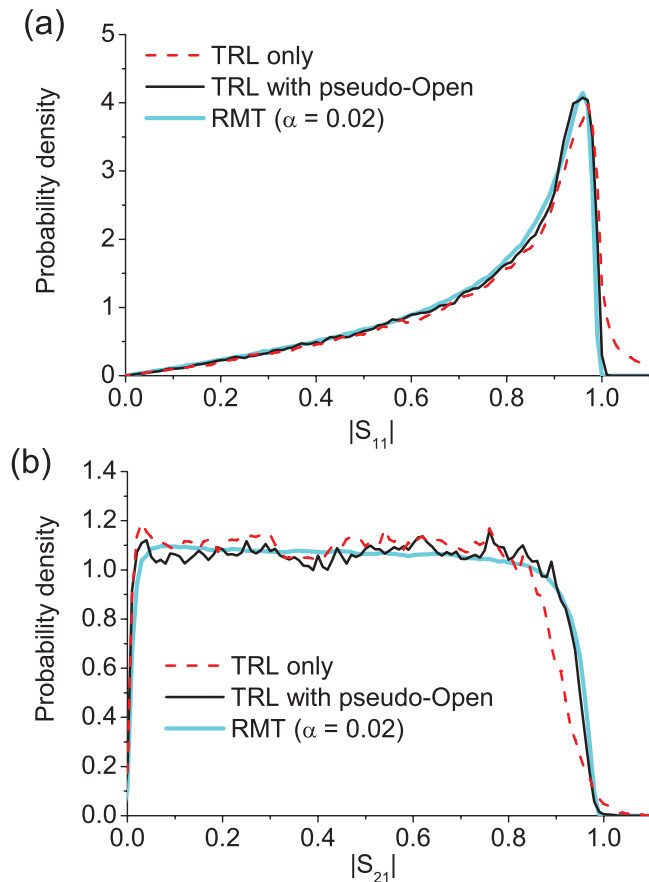 (a)
TRL only
TRL with pseudo-Open
RMT (α = 0.02)
Probability density
5
4
3
2
1
0
0.0 0.2 0.4 0.6 0.8 1.0
|S11|
(b)
1.4
1.2
1.0
0.8
0.6
0.4
0.2
0.0
Probability density
TRL only
TRL with pseudo-Open
RMT (α = 0.02)
0.0 0.2 0.4 0.6 0.8 1.0
|S21|